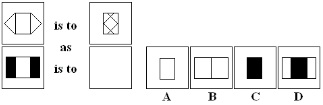 is to
as
is to
A B C D